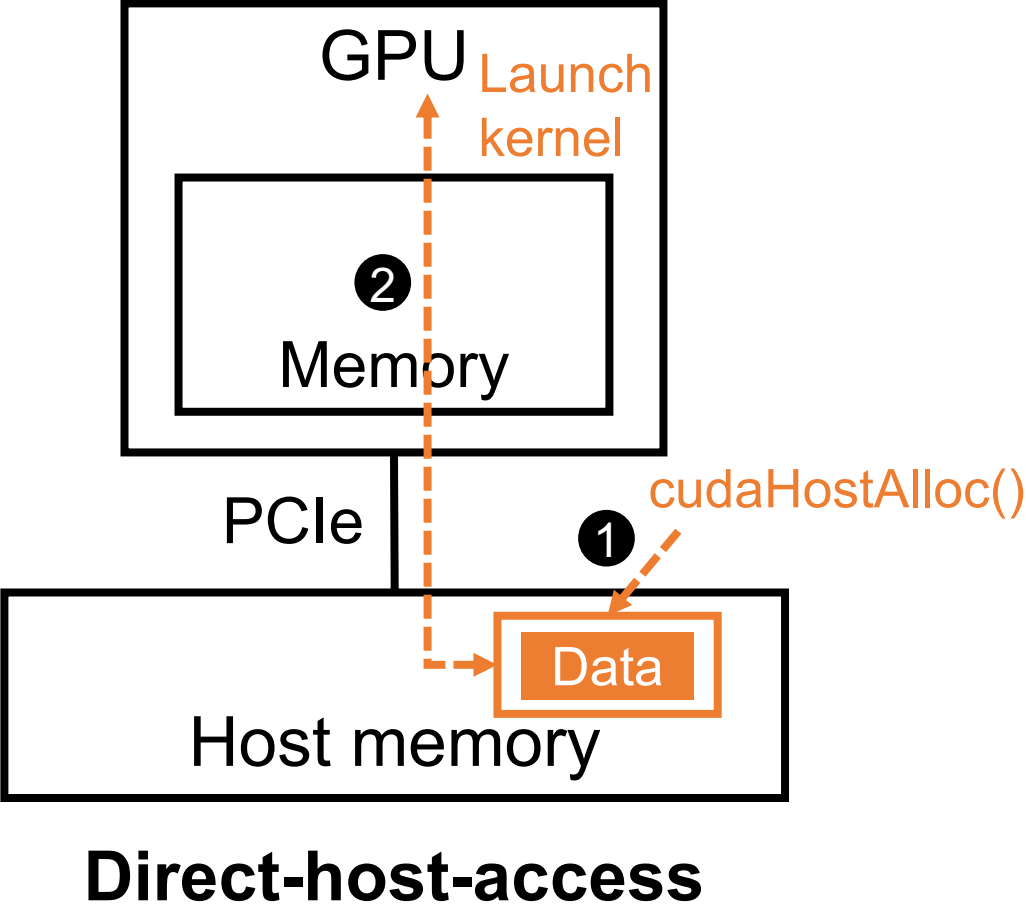 GPU
Launch
kernel
2
Memory
PCIe
cudaHostAlloc()
1
Data
Host memory
Direct-host-access